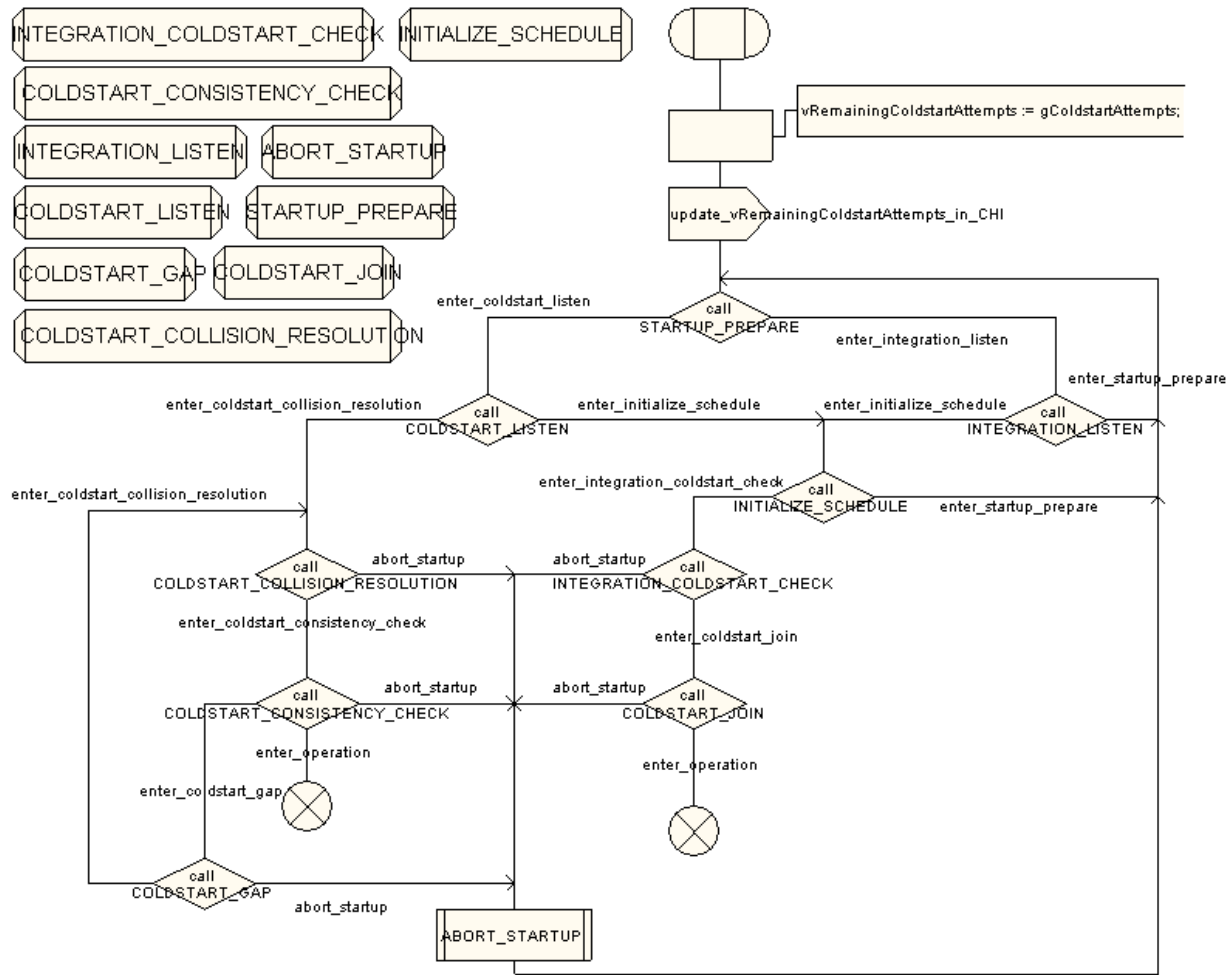 INTEGRATION_COLDSTART_CHECK
INITIALIZE_SCHEDULE
COLDSTART_CONSISTENCY_CHECK
vRemainingColdstartAttempts := gColdstartAttempts;
INTEGRATION_LISTEN
ABORT_STARTUP
COLDSTART_LISTEN
STARTUP_PREPARE
update_vRemainingColdstartAttempts_in_CHI
COLDSTART_GAP
COLDSTART_JOIN
COLDSTART_COLLISION_RESOLUTION
enter_coldstart_listen
call
STARTUP_PREPARE
enter_integration_listen
enter_startup_prepare
enter_coldstart_collision_resolution
call
COLDSTART_LISTEN
enter_initialize_schedule
enter_initialize_schedule
call
INTEGRATION_LISTEN
enter_coldstart_collision_resolution
enter_integration_coldstart_check
call
INITIALIZE_SCHEDULE
enter_startup_prepare
call
COLDSTART_COLLISION_RESOLUTION
abort_startup
abort_startup
call
INTEGRATION_COLDSTART_CHECK
enter_coldstart_consistency_check
enter_coldstart_join
call
COLDSTART_CONSISTENCY_CHECK
abort_startup
abort_startup
call
COLDSTART_JOIN
enter_operation
enter_operation
enter_coldstart_gap
call
COLDSTART_GAP
abort_startup
ABORT_STARTUP